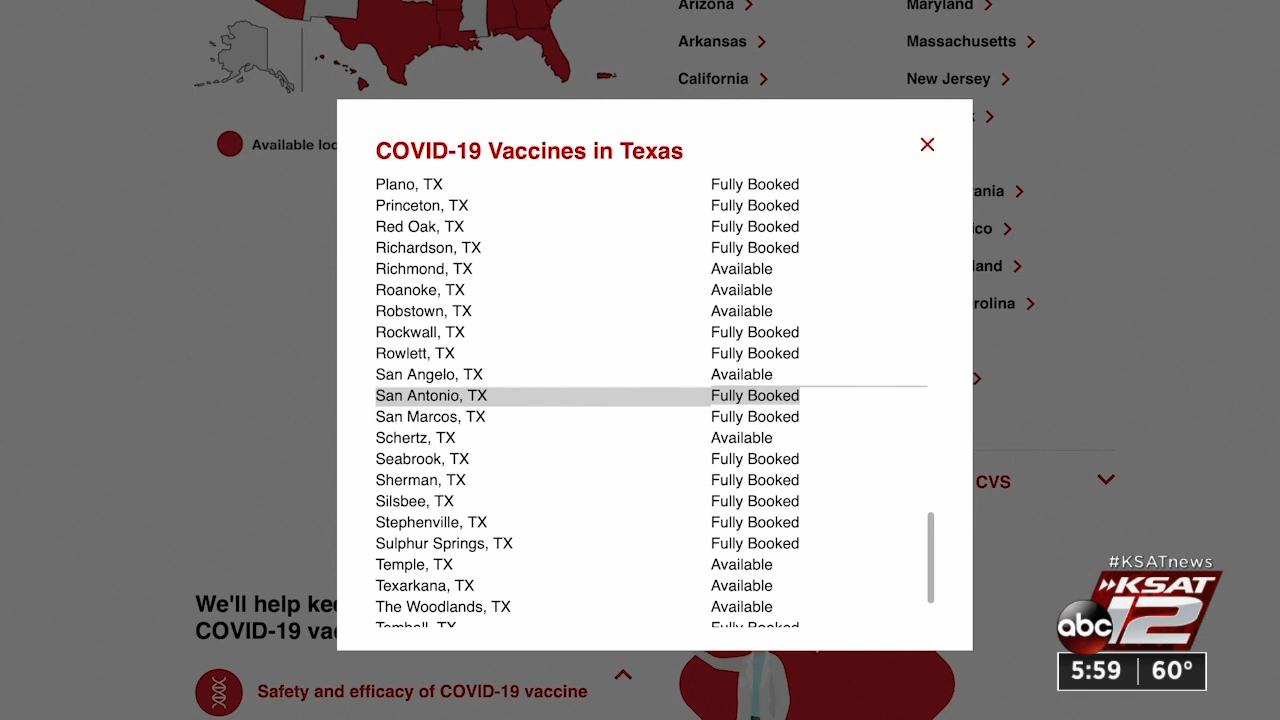 Arizona
Maryland
Arkansas
Massachusetts
California
New Jersey
Available
COVID-19 Vaccines in Texas
Plano, TX Fully Booked
Princeton, TX Fully Booked
Red Oak, TX Fully Booked
Richardson, TX Fully Booked
Richmond, TX Available
Roanoke, TX Available
Robstown, TX Available
Rockwall, TX Fully Booked
Rowlett, TX Fully Booked
San Angelo, TX Available
San Antonio, TX Fully Booked
San Marcos, TX Fully Booked
Schertz, TX Available
Seabrook, TX Fully Booked
Sherman, TX Fully Booked
Silsbee, TX Fully Booked
Stephenville, TX Fully Booked
Sulphur Springs, TX Fully Booked
Temple, TX Available
Texarkana, TX Available
The Woodlands, TX Available
CVS
We'll help
COVID-19
Safety and efficacy of COVID-19 vaccine
#KSATnews
KSAT
abc 12
5:59 60°